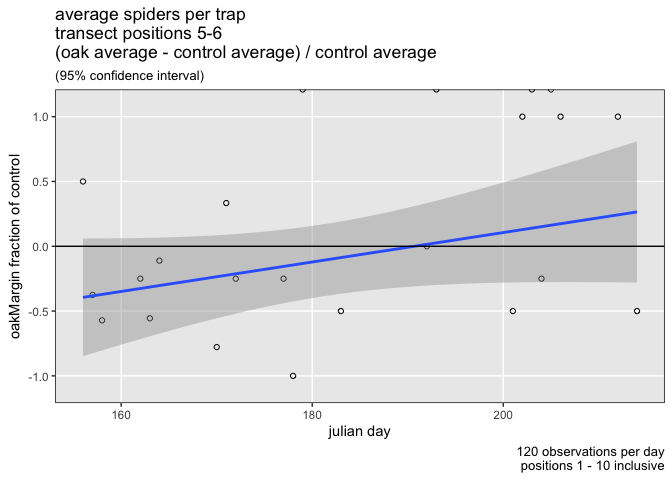 average spiders per trap
transect positions 5-6
(oak average - control average) / control average
(95% confidence interval)
oakMargin fraction of control
1.0
0.5
0.0
-0.5
-1.0
160
180
200
julian day
120 observations per day
positions 1 - 10 inclusive